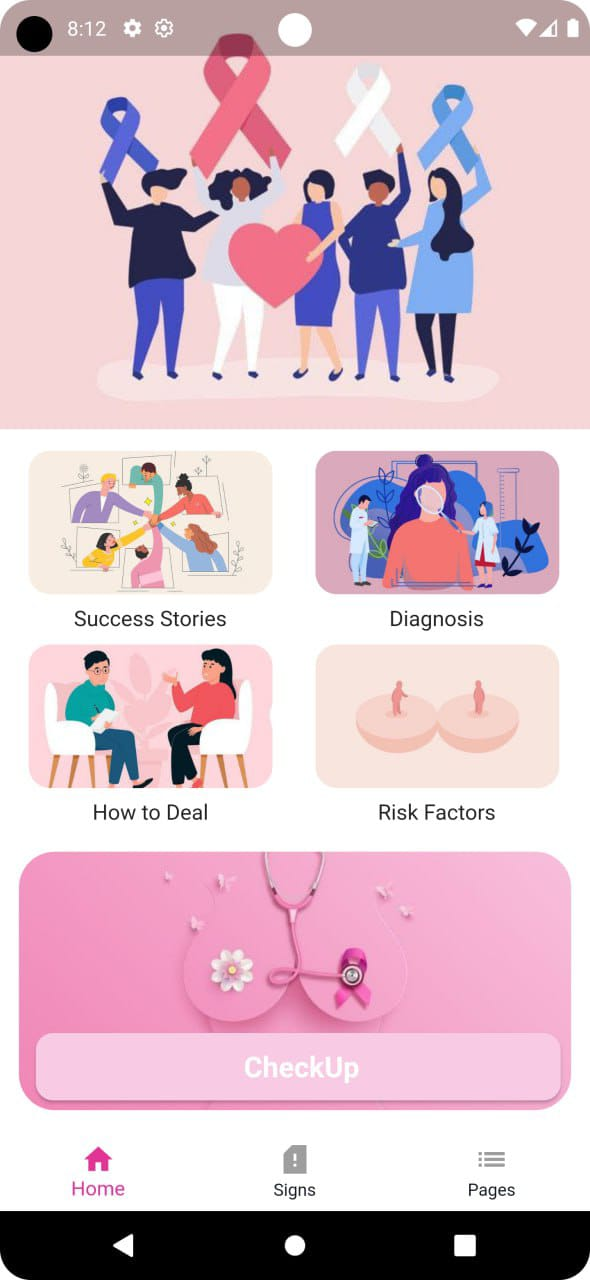 8:12
Success Stories
Diagnosis
How to Deal
Risk Factors
CheckUp
Home
Signs
Pages